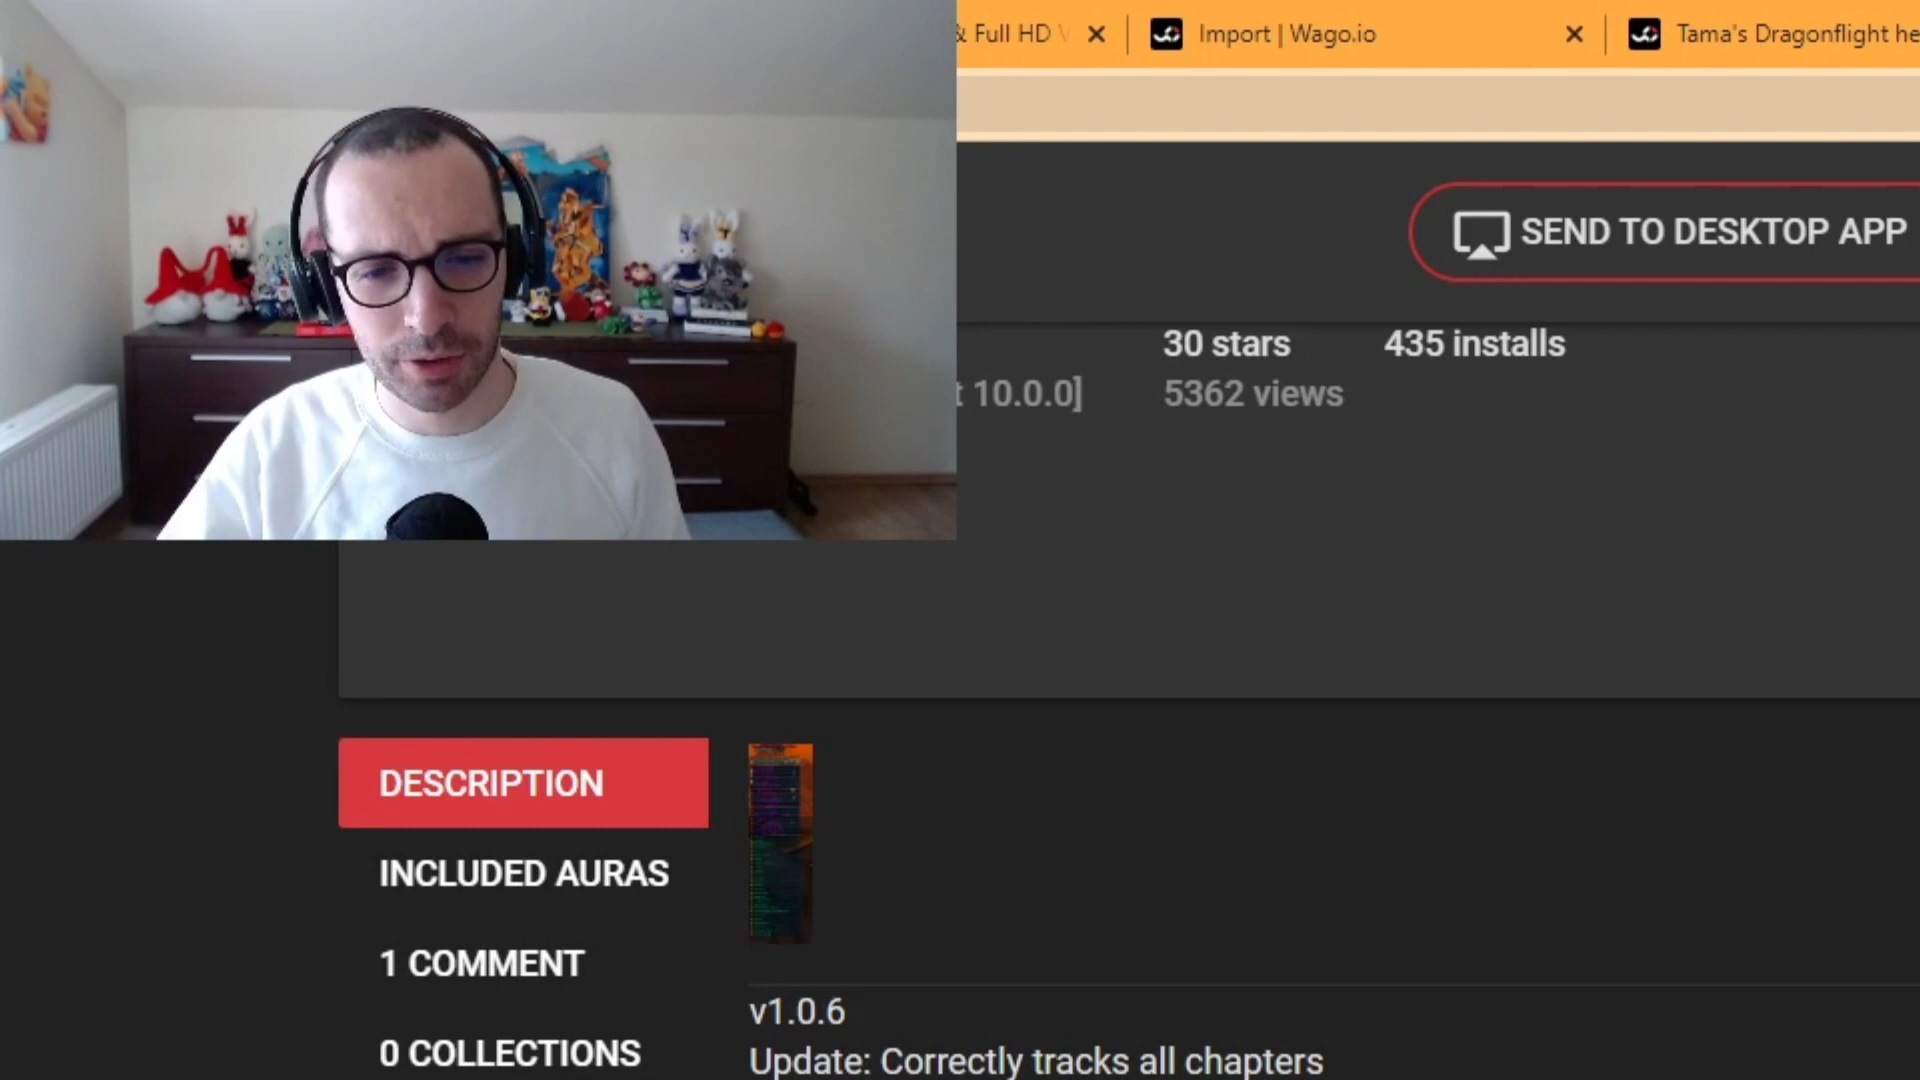 & Full HD
Import | Wago.io
Tama's Dragonflight he
SEND TO DESKTOP APP
30 stars
435 installs
10.0.0]
5362 views
DESCRIPTION
INCLUDED AURAS
1 COMMENT
0 COLLECTIONS
v1.0.6
Update: Correctly tracks all chapters